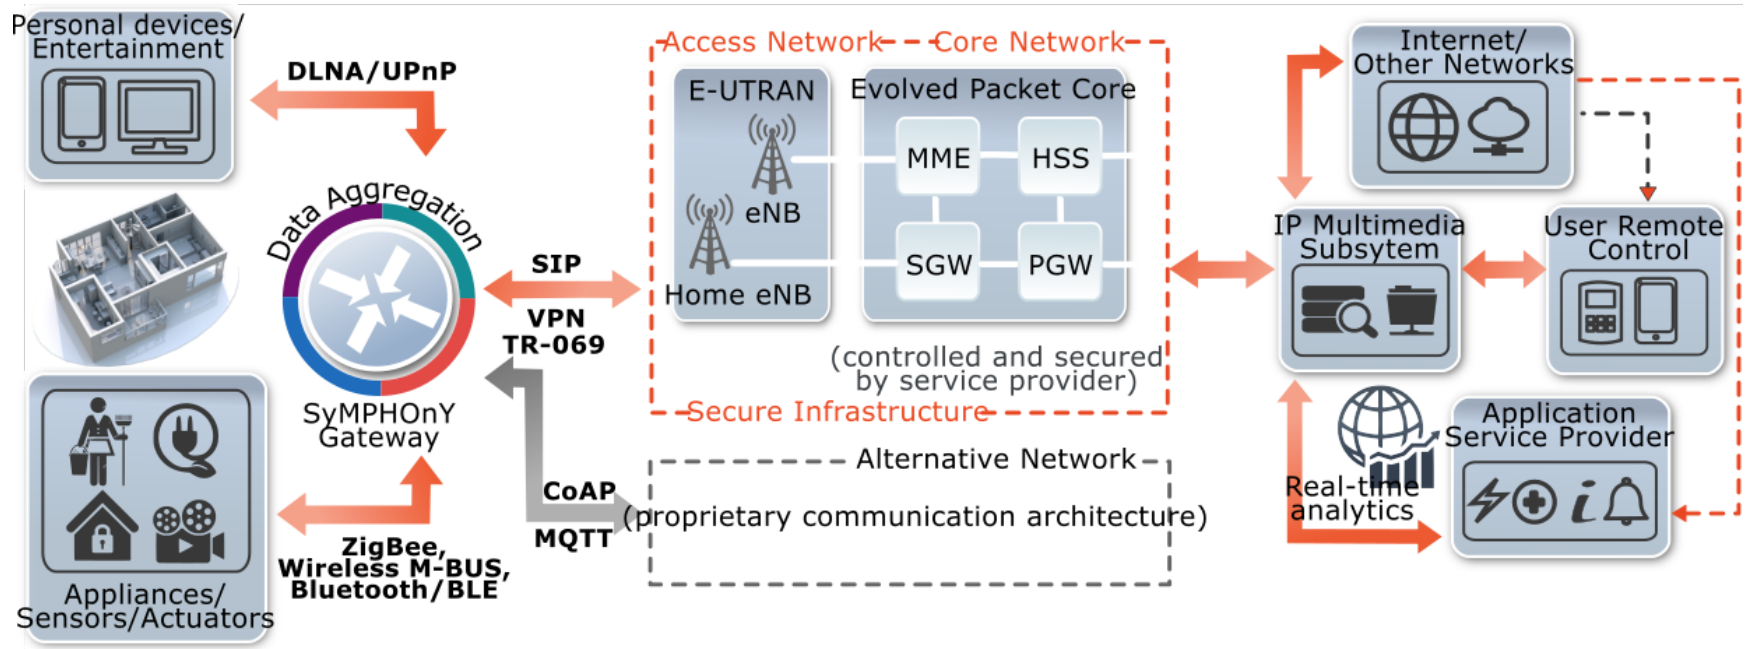 Personal devices/
Entertainment
DLNA/UPnP
Data Aggregation
SyMPHOnY
Gateway
Appliances/
Sensors/Actuators
ZigBee,
Wireless M-BUS,
Bluetooth/BLE
SIP
VPN
TR-069
CoAP
MQTT
Access Network
Core Network
E-UTRAN
eNB
Home eNB
Evolved Packet Core
MME
HSS
SGW
PGW
(controlled and secured
by service provider)
Secure Infrastructure
Alternative Network
(proprietary communication architecture)
Internet/
Other Networks
IP Multimedia
Subsytem
User Remote
Control
Real-time
analytics
Application
Service Provider
i